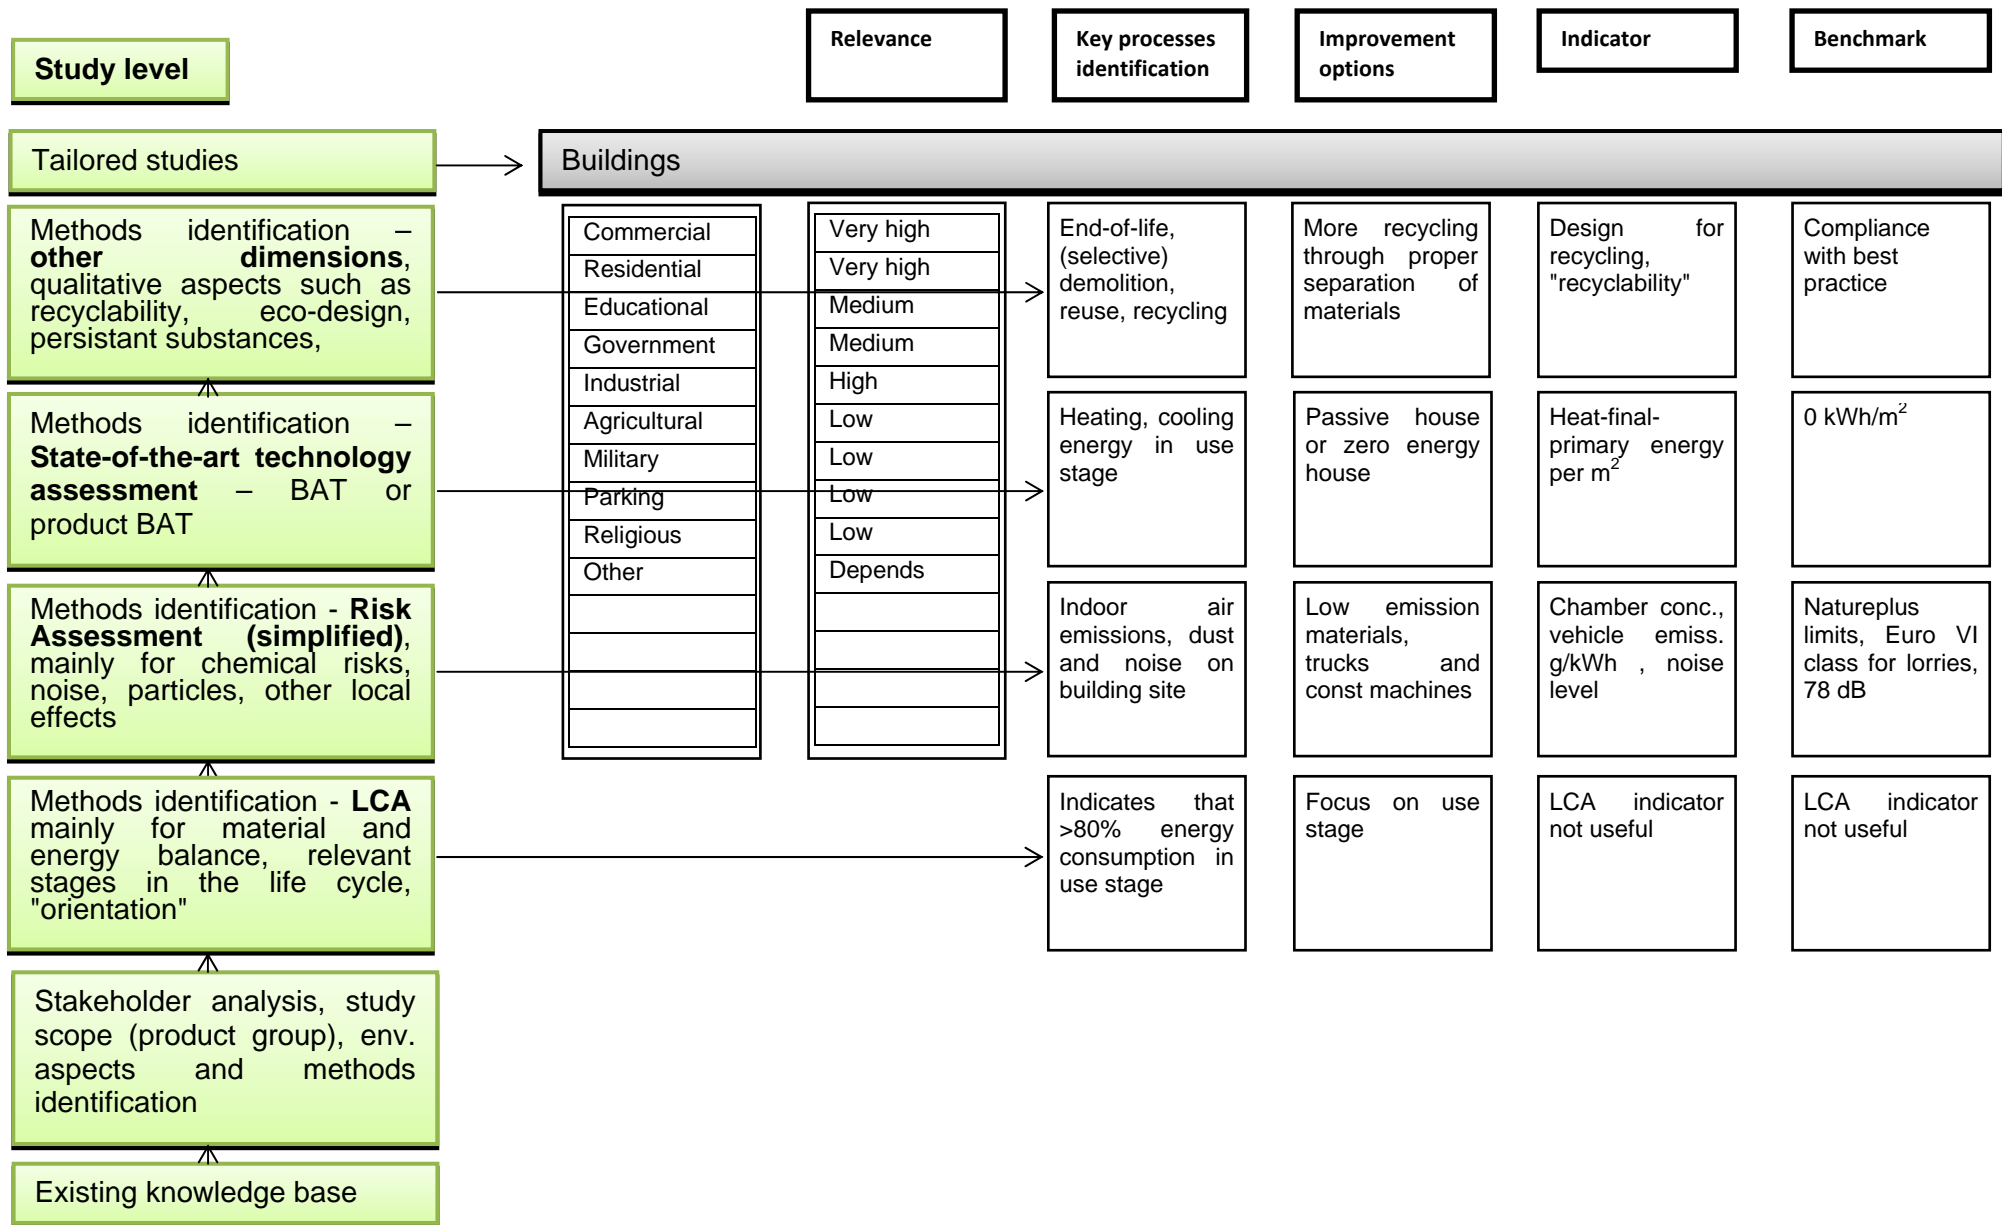 Study level
Relevance
Key processes
identification
Improvement
options
Indicator
Benchmark
Tailored studies
Buildings
Methods identification –
other dimensions,
qualitative aspects such as
recyclability, eco-design,
persistant substances,
Commercial
Residential
Educational
Government
Industrial
Agricultural
Military
Parking
Religious
Other
Very high
Very high
Medium
Medium
High
Low
Low
Low
Low
Depends
End-of-life,
(selective)
demolition,
reuse, recycling
More recycling
through proper
separation of
materials
Design for
recycling,
"recyclability"
Compliance
with best
practice
Methods identification –
State-of-the-art technology
assessment – BAT or
product BAT
Heating, cooling
energy in use
stage
Passive house
or zero energy
house
Heat-final-
primary energy
per m²
0 kWh/m²
Methods identification - Risk
Assessment (simplified),
mainly for chemical risks,
noise, particles, other local
effects
Indoor air
emissions, dust
and noise on
building site
Low emission
materials,
trucks and
const machines
Chamber conc.,
vehicle emiss.
g/kWh , noise
level
Natureplus
limits, Euro VI
class for lorries,
78 dB
Methods identification - LCA
mainly for material and
energy balance, relevant
stages in the life cycle,
"orientation"
Indicates that
>80% energy
consumption in
use stage
Focus on use
stage
LCA indicator
not useful
LCA indicator
not useful
Stakeholder analysis, study
scope (product group), env.
aspects and methods
identification
Existing knowledge base